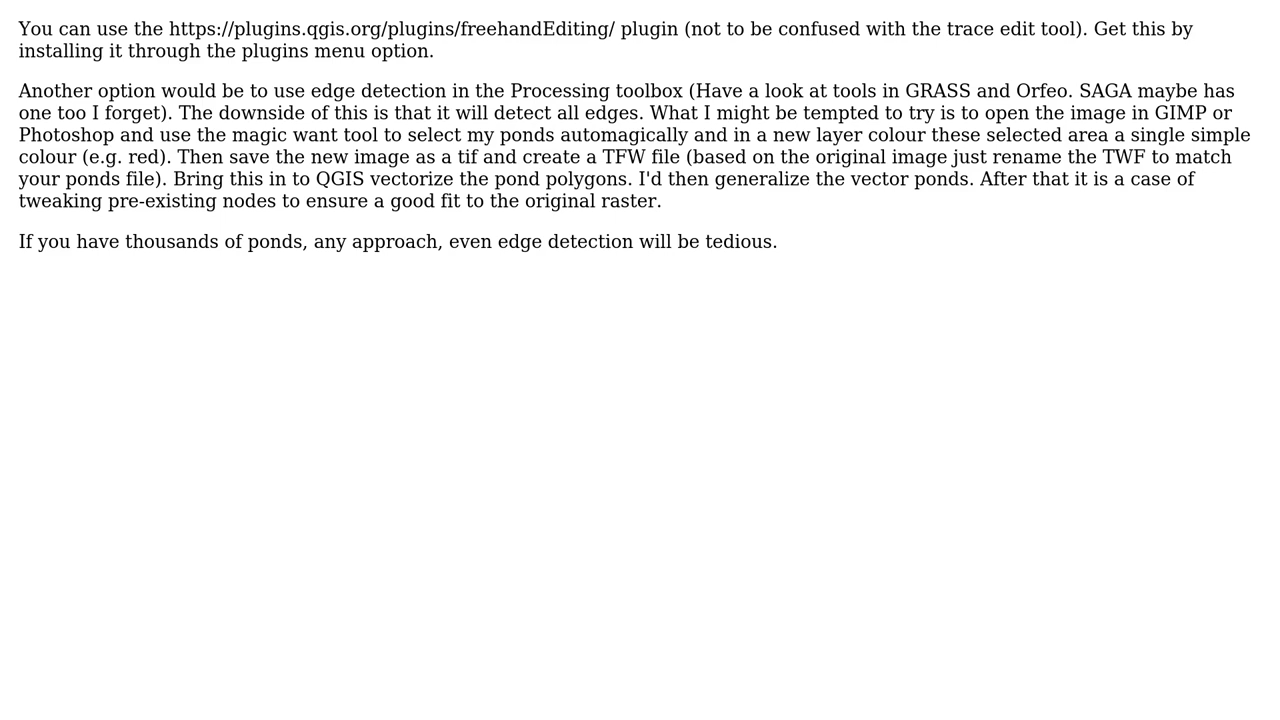 You can use the https://plugins.qgis.org/plugins/freehandEditing/ plugin (not to be confused with the trace edit tool). Get this by
installing it through the plugins menu option.
Another option would be to use edge detection in the Processing toolbox (Have a look at tools in GRASS and Orfeo. SAGA maybe has
one too I forget). The downside of this is that it will detect all edges. What I might be tempted to try is to open the image in GIMP or
Photoshop and use the magic want tool to select my ponds automagically and in a new layer colour these selected area a single simple
colour (e.g. red). Then save the new image as a tif and create a TFW file (based on the original image just rename the TWF to match
your ponds file). Bring this in to QGIS vectorize the pond polygons. I'd then generalize the vector ponds. After that it is a case of
tweaking pre-existing nodes to ensure a good fit to the original raster.
If you have thousands of ponds, any approach, even edge detection will be tedious.